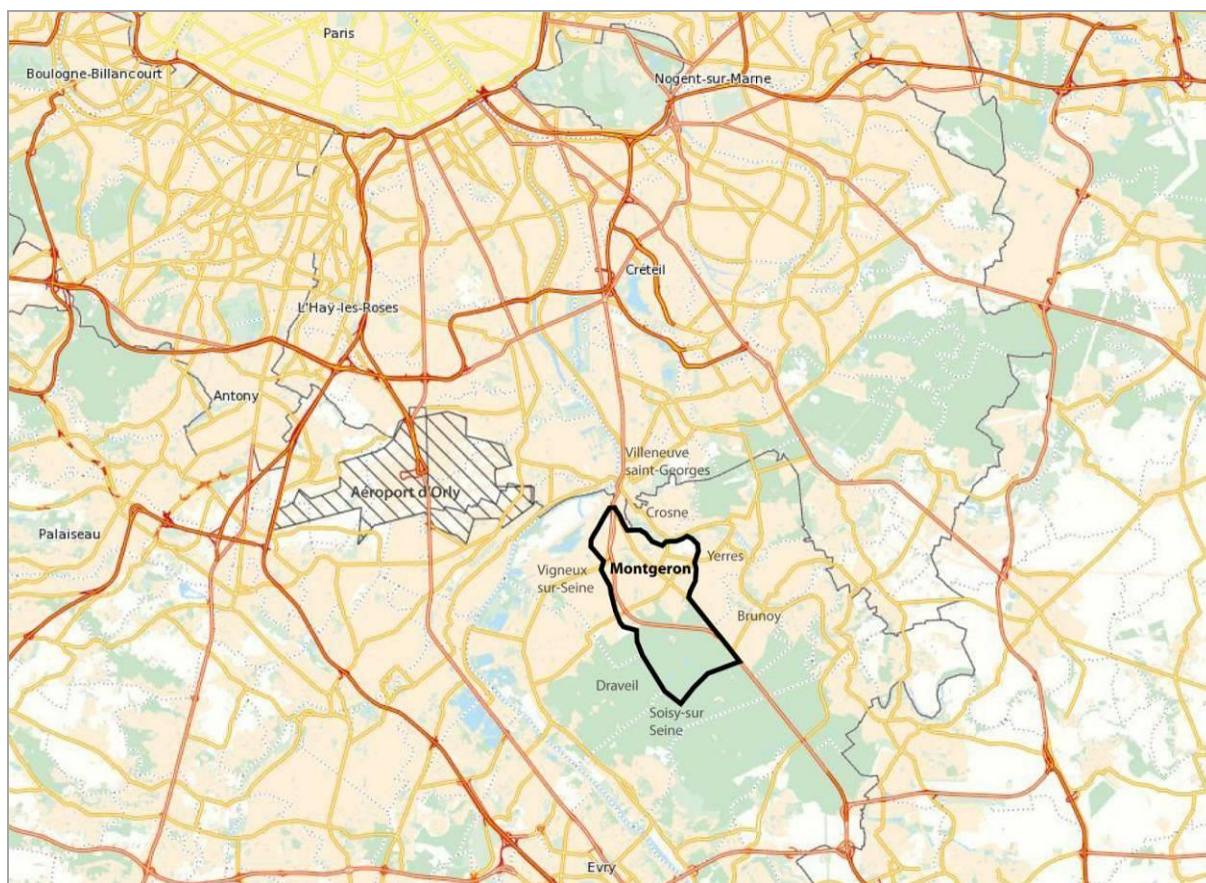 Paris
Boulogne-Billancourt
Nogent-sur-Marne
Créteil
L'Haÿ-les-Roses
Antony
Villeneuve
saint-Georges
Aéroport d'Orly
Crosne
Palaiseau
Yerres
Vigneux
sur-Seine
Montgeron
Brunoy
Draveil
Soisy-sur
Seine
Evry